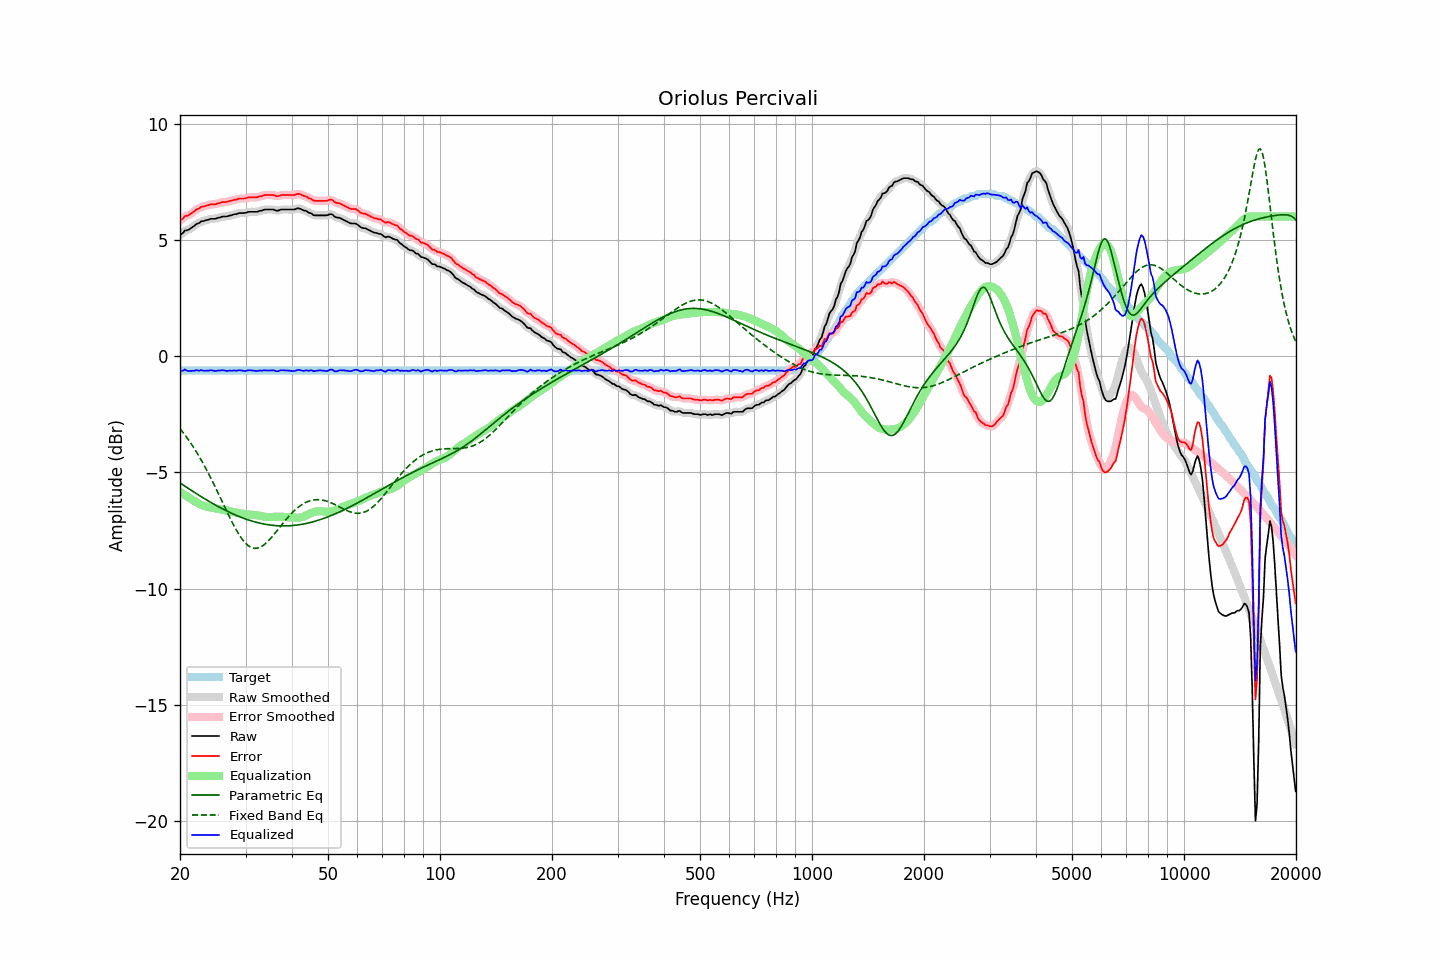 Oriolus Percivali
10
5
0
−5
−10
−15
−20
Amplitude (dBr)
Target
Raw Smoothed
Error Smoothed
Raw
Error
Equalization
Parametric Eq
Fixed Band Eq
Equalized
20 50 100 200 500 1000 2000 5000 10000 20000
Frequency (Hz)